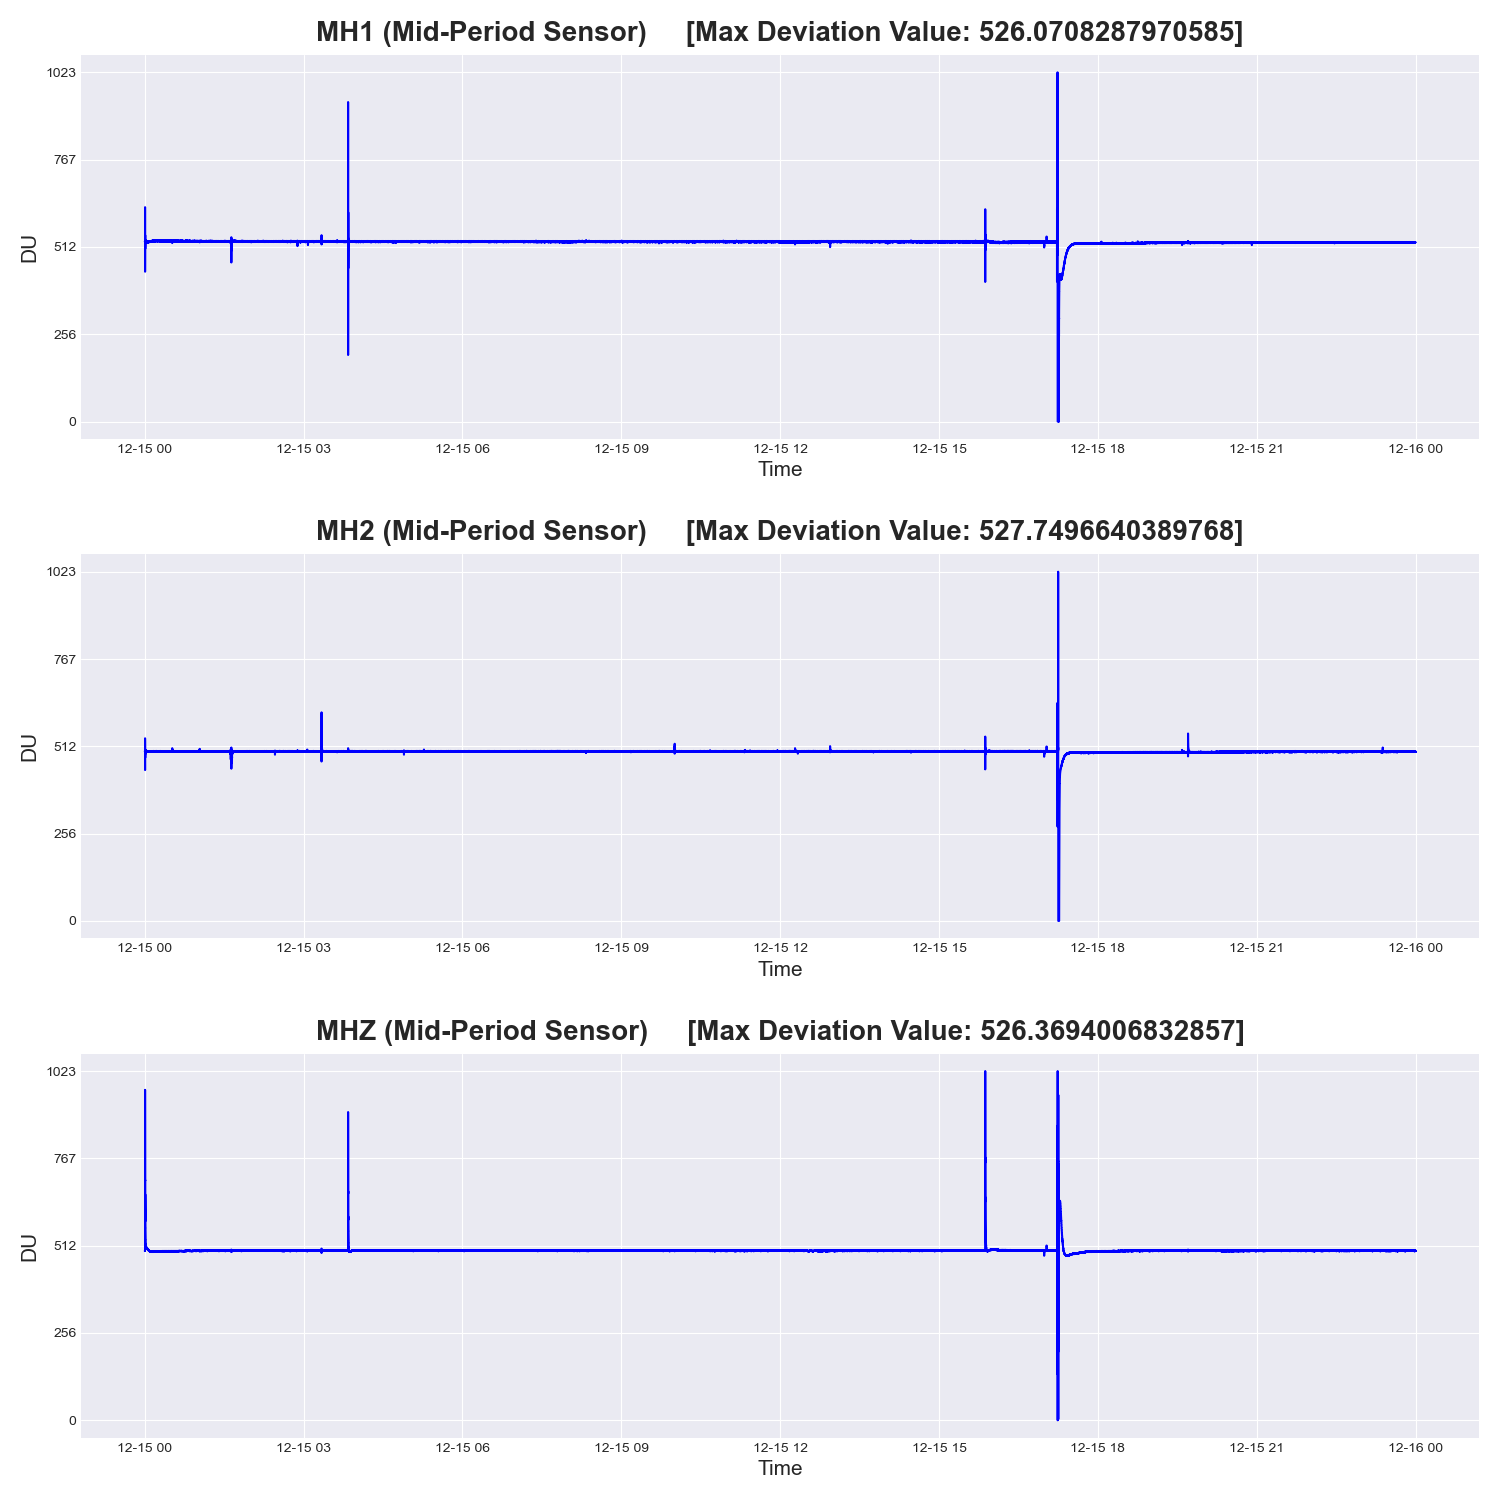 MH1 (Mid-Period Sensor) [Max Deviation Value: 526.0708287970585]
1023
767
512
256
0
DU
12-15 00 12-15 03 12-15 06 12-15 09 12-15 12 12-15 15 12-15 18 12-15 21 12-16 00
Time
MH2 (Mid-Period Sensor) [Max Deviation Value: 527.7496640389768]
1023
767
512
256
0
DU
12-15 00 12-15 03 12-15 06 12-15 09 12-15 12 12-15 15 12-15 18 12-15 21 12-16 00
Time
MHZ (Mid-Period Sensor) [Max Deviation Value: 526.3694006832857]
1023
767
512
256
0
DU
12-15 00 12-15 03 12-15 06 12-15 09 12-15 12 12-15 15 12-15 18 12-15 21 12-16 00
Time